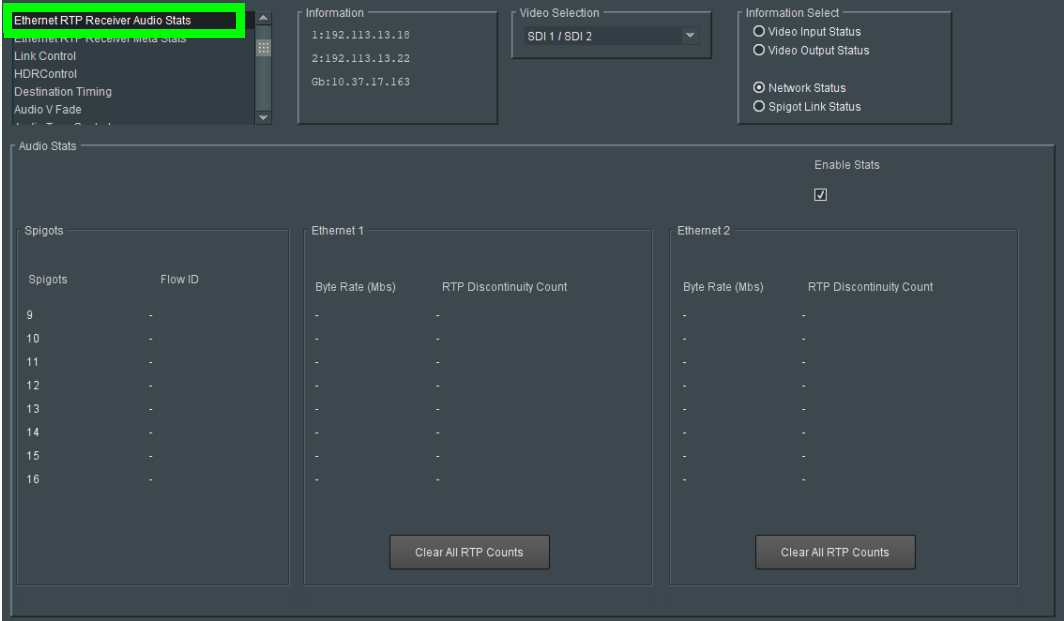 Ethernet RTP Receiver Audio Stats
Ethernet RTP Receiver Meta Stats
Link Control
HDRControl
Destination Timing
Audio V Fade
Information
1:192.113.13.18
2:192.113.13.22
Gb:10.37.17.163
Video Selection
SDI 1 / SDI 2
Information Select
Video Input Status
Video Output Status
Network Status
Spigot Link Status
Audio Stats
Enable Stats
Spigots
Spigots Flow ID
9 -
10 -
11 -
12 -
13 -
14 -
15 -
16 -
Ethernet 1
Byte Rate (Mbs) RTP Discontinuity Count
- -
- -
- -
- -
- -
- -
- -
- -
Clear All RTP Counts
Ethernet 2
Byte Rate (Mbs) RTP Discontinuity Count
- -
- -
- -
- -
- -
- -
- -
- -
Clear All RTP Counts